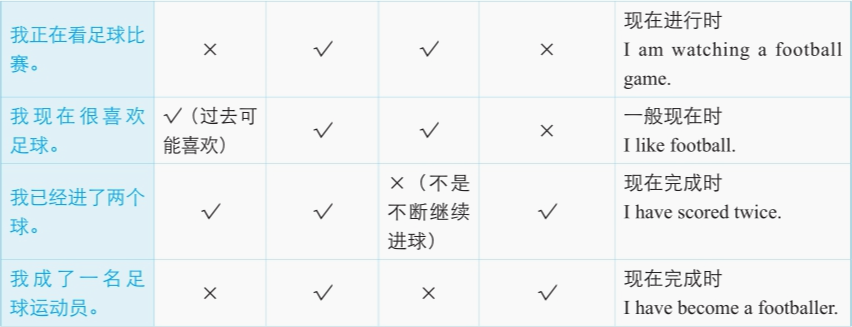 我正在看足球比
赛。
×
√
√
×
现在进行时
I am watching a football
game.
我现在很喜欢
足球。
√（过去可
能喜欢）
√
√
×
一般现在时
I like football.
我已经进了两个
球。
√
√
×（不是
不断继续
进球）
√
现在完成时
I have scored twice.
我成了一名足
球运动员。
×
√
×
√
现在完成时
I have become a footballer.